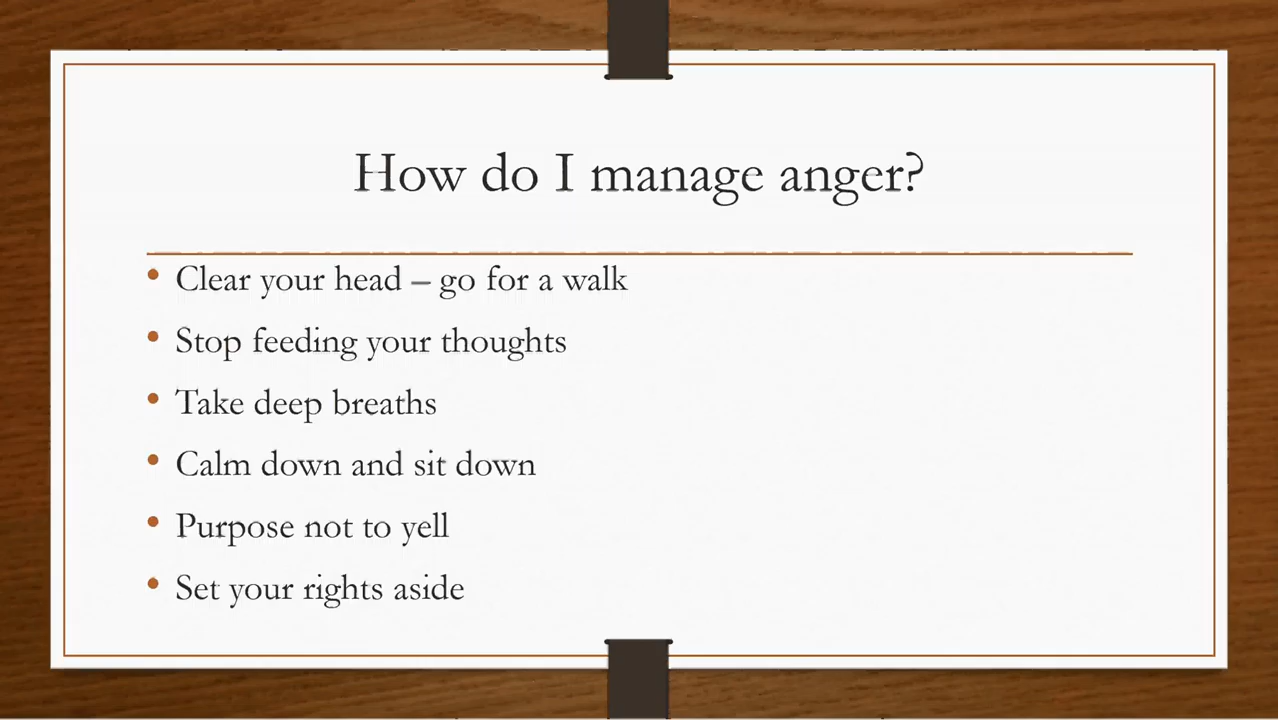 How do I manage anger?
• Clear your head – go for a walk
• Stop feeding your thoughts
• Take deep breaths
• Calm down and sit down
• Purpose not to yell
• Set your rights aside